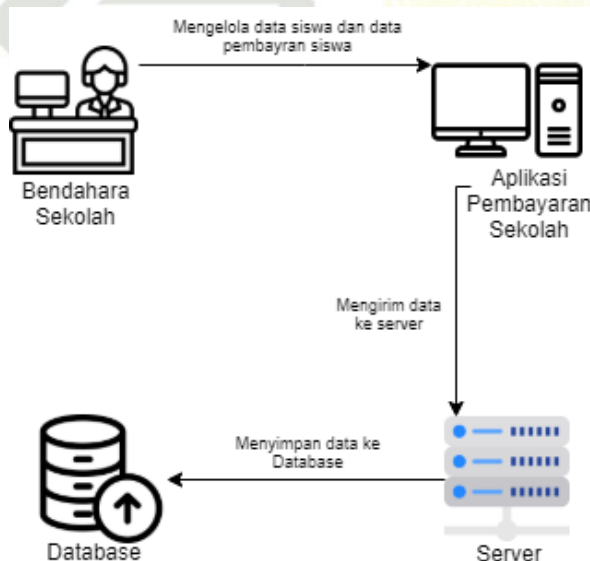 Mengelola data siswa dan data
pembayran siswa
Bendahara
Sekolah
Aplikasi
Pembayaran
Sekolah
Mengirim data
ke server
Menyimpan data ke
Database
Database
Server